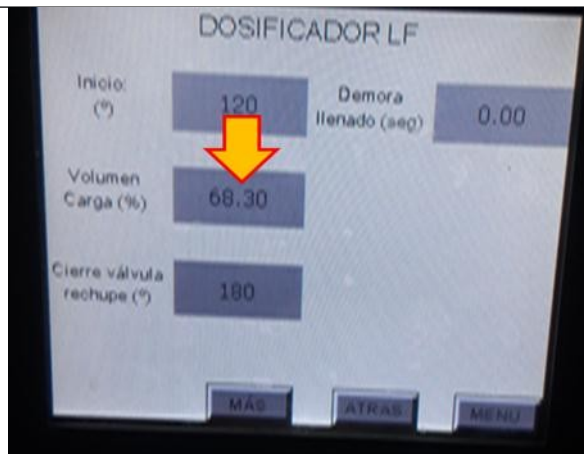 DOSIFICADOR LF
Inicio:
(º)
120
Demora
llenado (seg)
0.00
Volumen
Carga (%)
68.30
Cierre válvula
rechupe (º)
180
MÁS
ATRAS
MENU